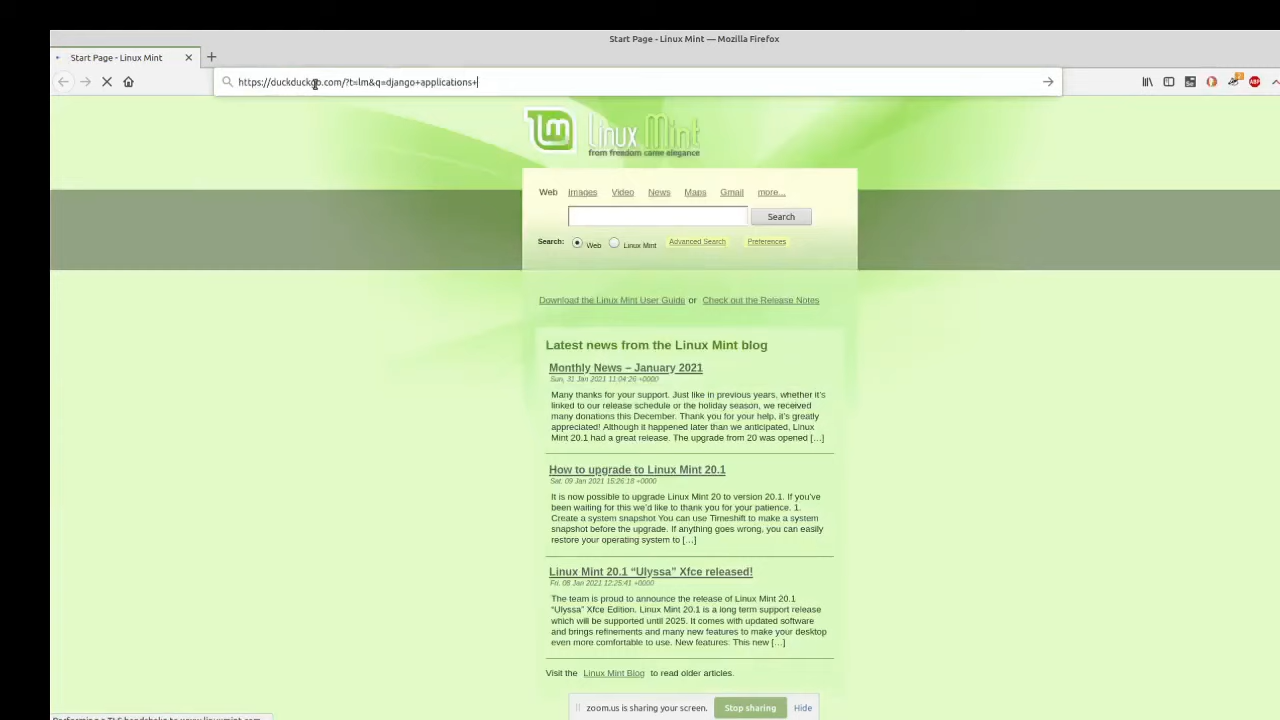 Start Page - Linux Mint — Mozilla Firefox
Start Page - Linux Mint
https://duckduckgo.com/?t=lm&q=django+applications+
ABP
lm Linux Mint
from freedom came elegance
Web Images Video News Maps Gmail more...
Search
Search: Web Linux Mint Advanced Search Preferences
Download the Linux Mint User Guide or Check out the Release Notes
Latest news from the Linux Mint blog
Monthly News – January 2021
Sun, 31 Jan 2021 11:04:26 +0000
Many thanks for your support. Just like in previous years, whether it's
linked to our release schedule or the holiday season, we received
many donations this December. Thank you for your help, it's greatly
appreciated! Although it happened later than we anticipated, Linux
Mint 20.1 had a great release. The upgrade from 20 was opened […]
How to upgrade to Linux Mint 20.1
Sat, 09 Jan 2021 15:26:18 +0000
It is now possible to upgrade Linux Mint 20 to version 20.1. If you've
been waiting for this we'd like to thank you for your patience. 1.
Create a system snapshot You can use Timeshift to make a system
snapshot before the upgrade. If anything goes wrong, you can easily
restore your operating system to […]
Linux Mint 20.1 “Ulyssa” Xfce released!
Fri, 08 Jan 2021 12:25:41 +0000
The team is proud to announce the release of Linux Mint 20.1
“Ulyssa” Xfce Edition. Linux Mint 20.1 is a long term support release
which will be supported until 2025. It comes with updated software
and brings refinements and many new features to make your desktop
even more comfortable to use. New features: This new […]
Visit the Linux Mint Blog to read older articles.
zoom.us is sharing your screen. Stop sharing Hide
Performing a TLS handshake to www.linuxmint.com…